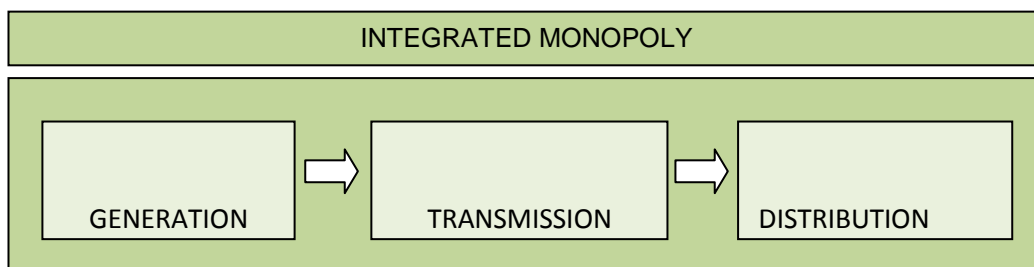 INTEGRATED MONOPOLY
GENERATION TRANSMISSION DISTRIBUTION